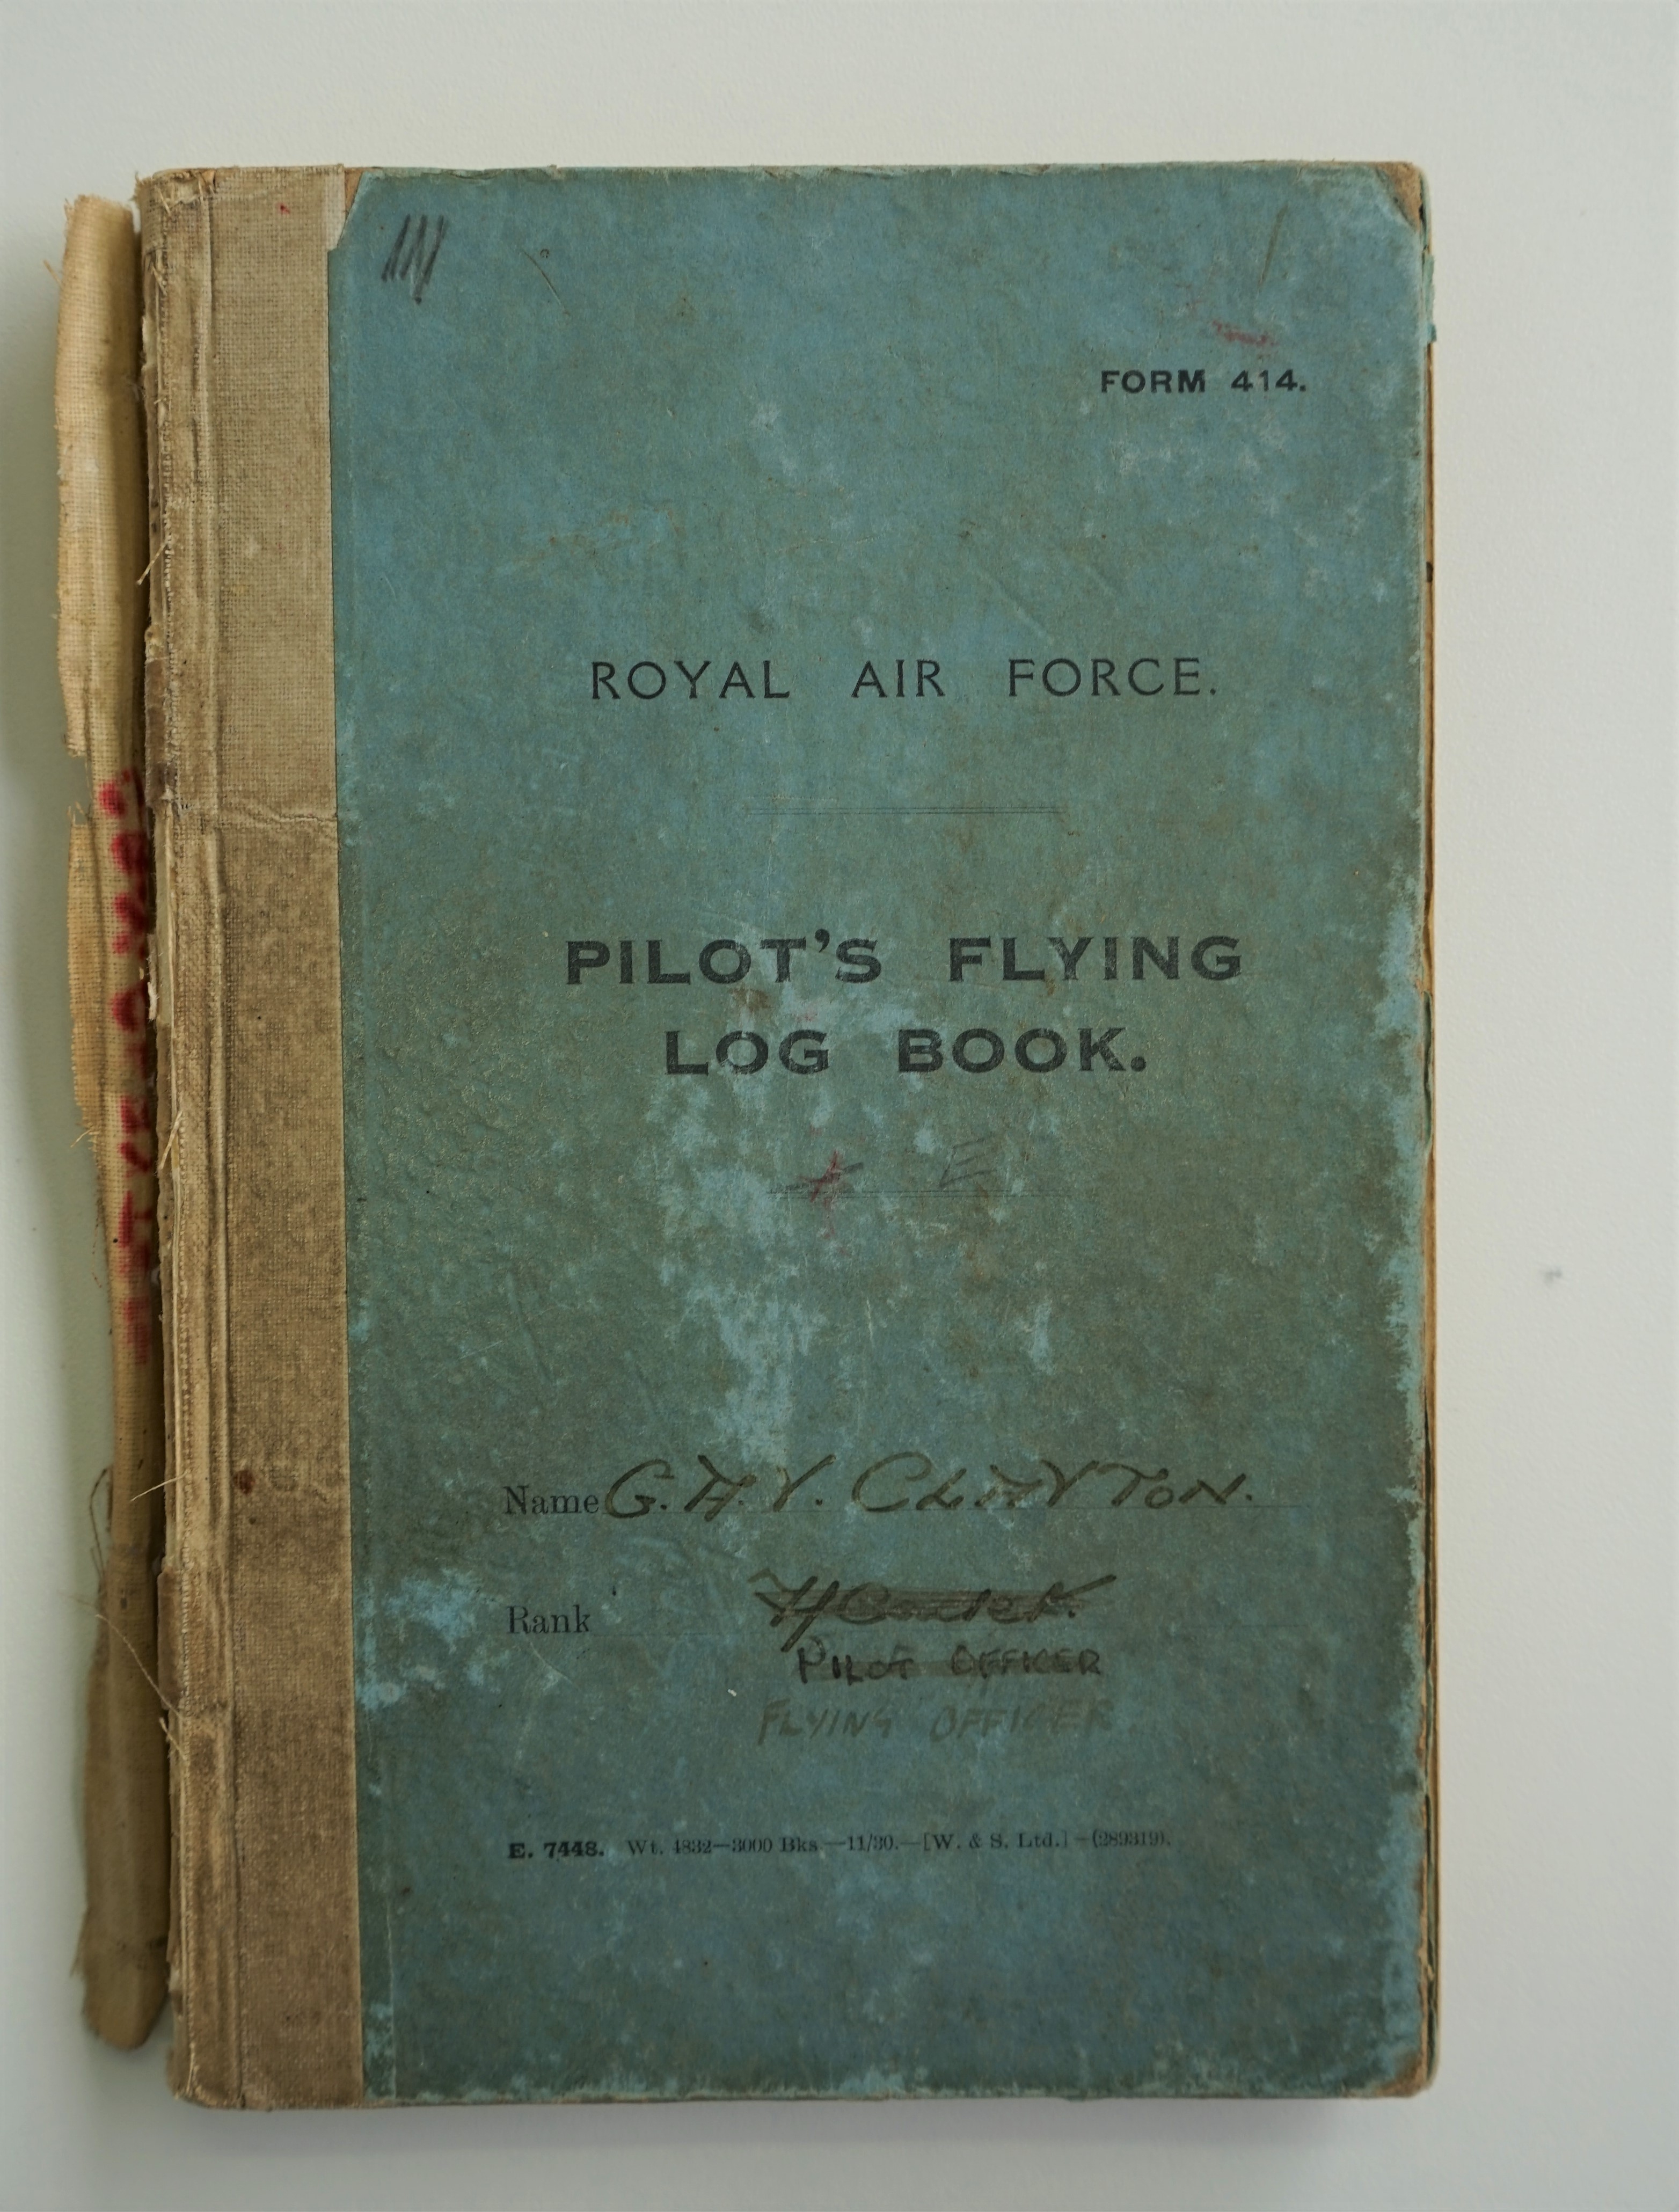 FORM 414.
ROYAL AIR FORCE.
PILOT'S FLYING
LOG BOOK.
E
Name G. H. V. CLAYTON.
Rank
PILOT OFFICER
FLYING OFFICER
E. 7448. Wt. 4832—3000 Bks.—11/30.—[W. & S. Ltd.]—(289319).